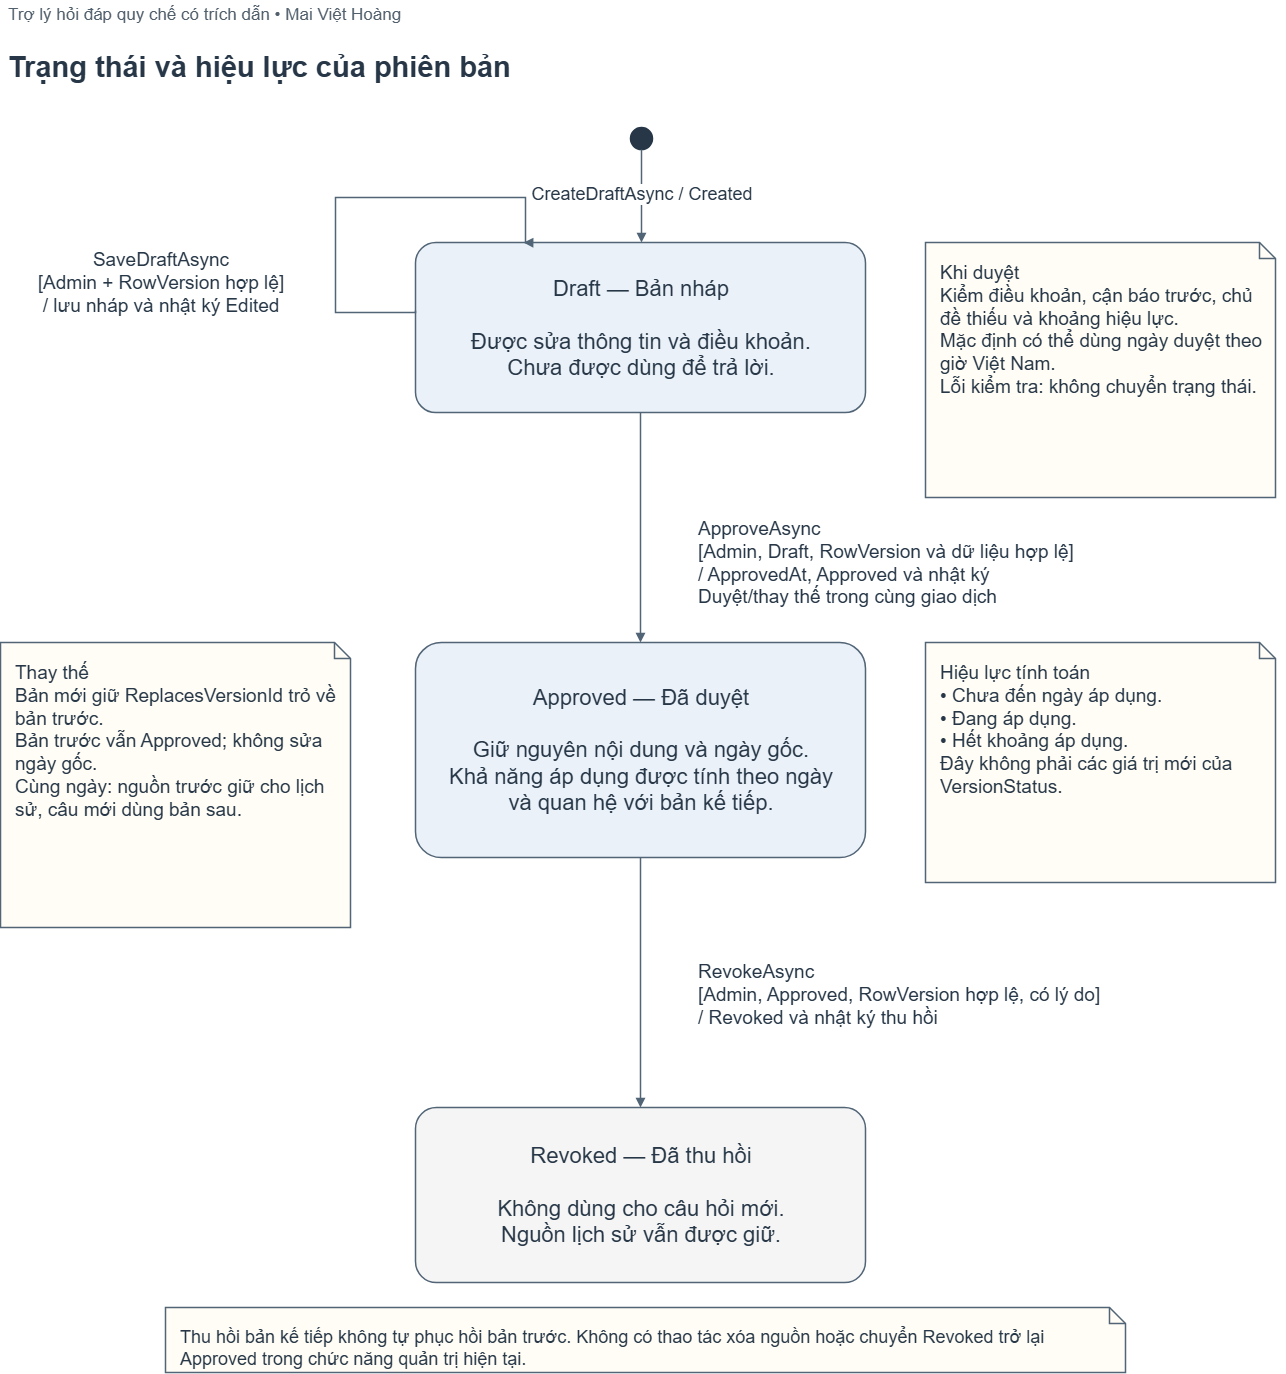 Trợ lý hỏi đáp quy chế có trích dẫn • Mai Việt Hoàng
Trạng thái và hiệu lực của phiên bản
CreateDraftAsync / Created
SaveDraftAsync
[Admin + RowVersion hợp lệ]
/ lưu nháp và nhật ký Edited
Draft — Bản nháp
Được sửa thông tin và điều khoản.
Chưa được dùng để trả lời.
Khi duyệt
Kiểm điều khoản, cận báo trước, chủ
đề thiếu và khoảng hiệu lực.
Mặc định có thể dùng ngày duyệt theo
giờ Việt Nam.
Lỗi kiểm tra: không chuyển trạng thái.
ApproveAsync
[Admin, Draft, RowVersion và dữ liệu hợp lệ]
/ ApprovedAt, Approved và nhật ký
Duyệt/thay thế trong cùng giao dịch
Thay thế
Bản mới giữ ReplacesVersionId trỏ về
bản trước.
Bản trước vẫn Approved; không sửa
ngày gốc.
Cùng ngày: nguồn trước giữ cho lịch
sử, câu mới dùng bản sau.
Approved — Đã duyệt
Giữ nguyên nội dung và ngày gốc.
Khả năng áp dụng được tính theo ngày
và quan hệ với bản kế tiếp.
Hiệu lực tính toán
• Chưa đến ngày áp dụng.
• Đang áp dụng.
• Hết khoảng áp dụng.
Đây không phải các giá trị mới của
VersionStatus.
RevokeAsync
[Admin, Approved, RowVersion hợp lệ, có lý do]
/ Revoked và nhật ký thu hồi
Revoked — Đã thu hồi
Không dùng cho câu hỏi mới.
Nguồn lịch sử vẫn được giữ.
Thu hồi bản kế tiếp không tự phục hồi bản trước. Không có thao tác xóa nguồn hoặc chuyển Revoked trở lại
Approved trong chức năng quản trị hiện tại.